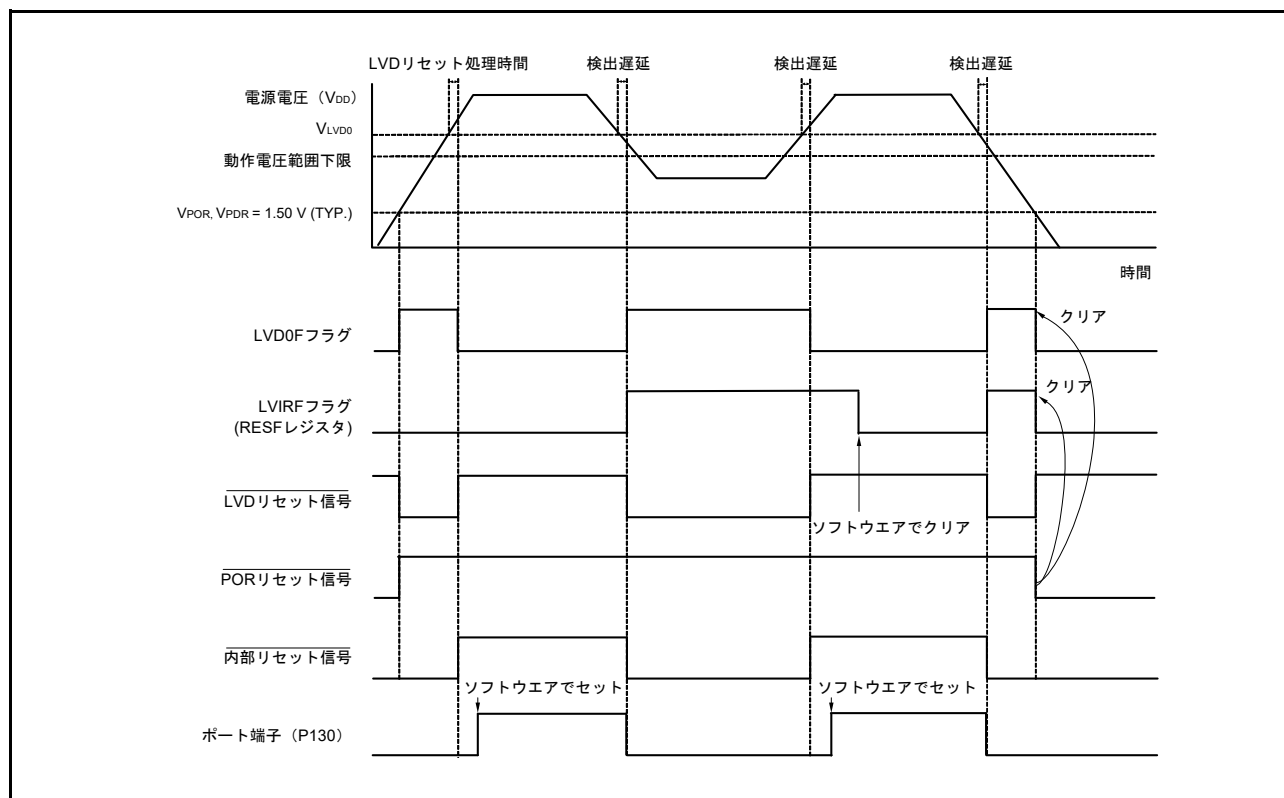 LVDリセット処理時間 検出遅延 検出遅延 検出遅延
電源電圧（VDD）
VLVD0
動作電圧範囲下限
VPOR, VPDR = 1.50 V (TYP.)
時間
クリア
LVD0Fフラグ
クリア
LVIRFフラグ
(RESFレジスタ)
LVDリセット信号
ソフトウエアでクリア
PORリセット信号
内部リセット信号
ソフトウエアでセット ソフトウエアでセット
ポート端子（P130）